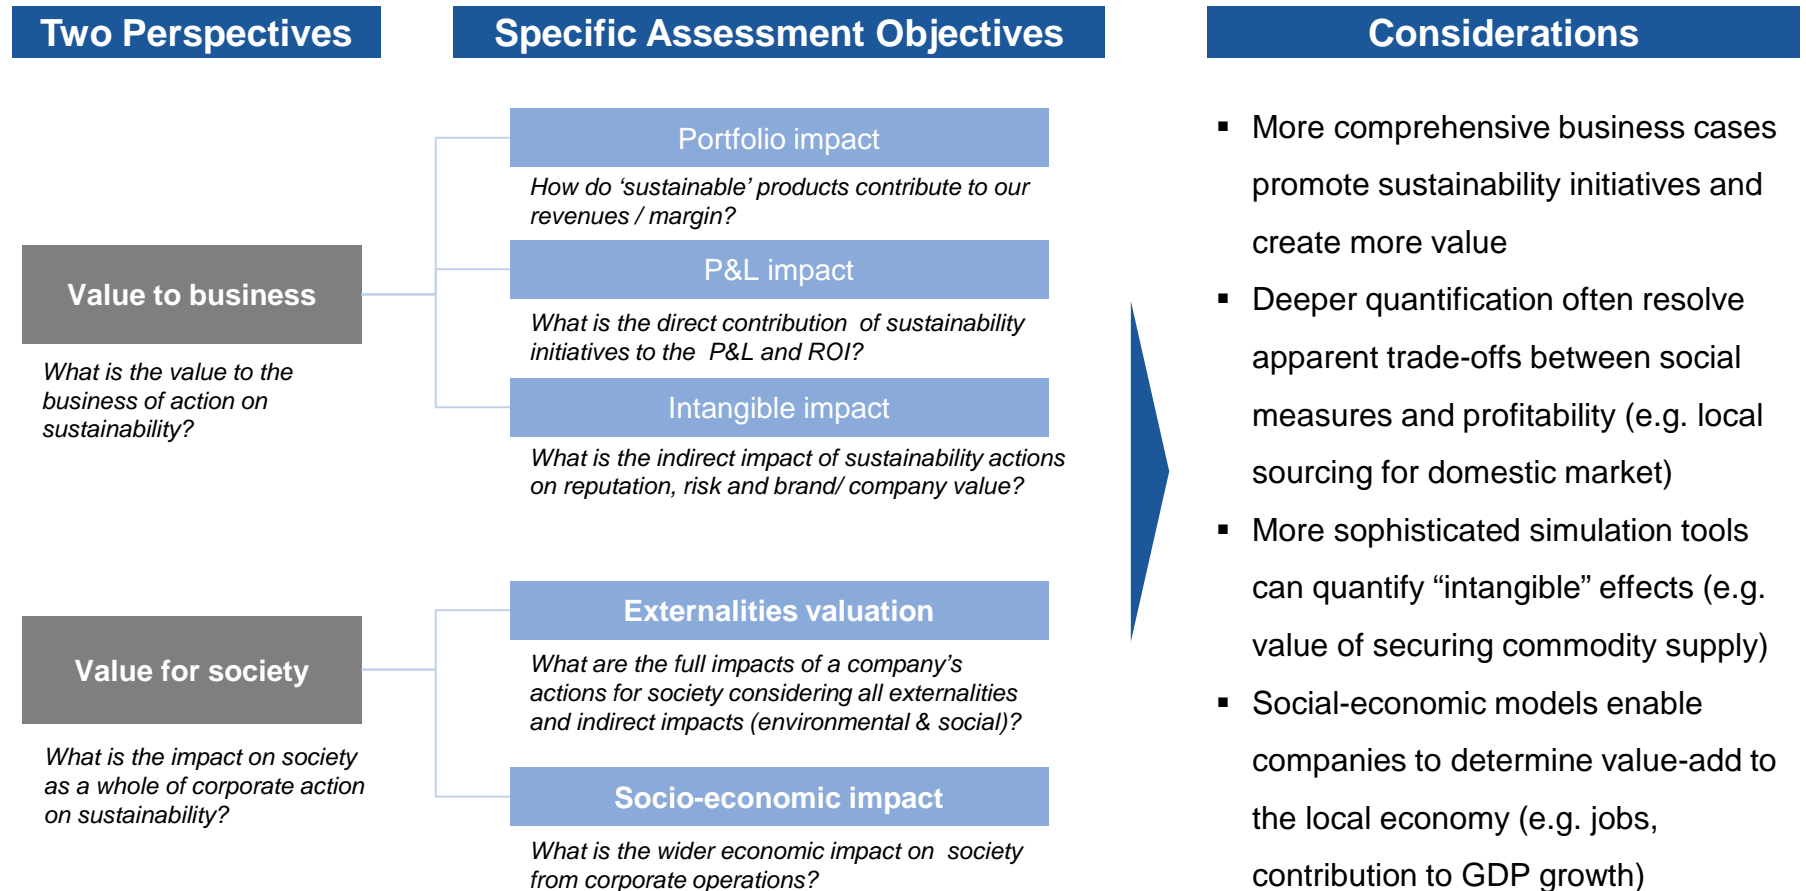 Two Perspectives
Specific Assessment Objectives
Considerations
Value to business
What is the value to the
business of action on
sustainability?
Portfolio impact
How do ‘sustainable’ products contribute to our
revenues / margin?
P&L impact
What is the direct contribution  of sustainability
initiatives to the  P&L and ROI?
Intangible impact
What is the indirect impact of sustainability actions
on reputation, risk and brand/ company value?
Value for society
What is the impact on society
as a whole of corporate action
on sustainability?
Externalities valuation
What are the full impacts of a company’s
actions for society considering all externalities
and indirect impacts (environmental & social)?
Socio-economic impact
What is the wider economic impact on  society
from corporate operations?
▪ More comprehensive business cases
promote sustainability initiatives and
create more value
▪ Deeper quantification often resolve
apparent trade-offs between social
measures and profitability (e.g. local
sourcing for domestic market)
▪ More sophisticated simulation tools
can quantify “intangible” effects (e.g.
value of securing commodity supply)
▪ Social-economic models enable
companies to determine value-add to
the local economy (e.g. jobs,
contribution to GDP growth)